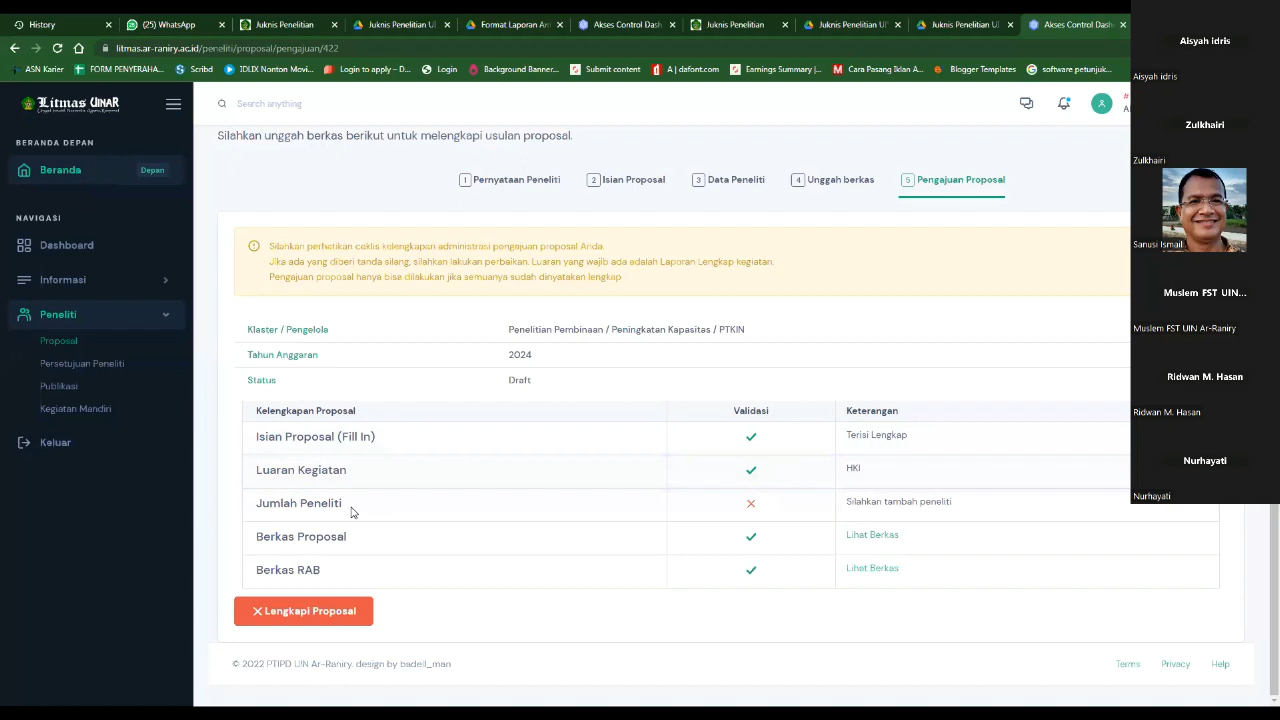 History
(25) WhatsApp
Juknis Penelitian
Juknis Penelitian UI
Format Laporan An
Akses Control Dash
Juknis Penelitian
Juknis Penelitian UI
Juknis Penelitian UI
Akses Control Dash
litmas.ar-raniry.ac.id/peneliti/proposal/pengajuan/422
ASN Karier
FORM PENYERAHA...
Scribd
IDLIX Nonton Movi...
Login to apply – D...
Login
Background Banner...
Submit content
A | dafont.com
Earnings Summary |...
Cara Pasang Iklan A...
Blogger Templates
software petunjuk...
Litmas UINAR
Search anything
BERANDA DEPAN
Beranda
Depan
NAVIGASI
Dashboard
Informasi
Peneliti
Proposal
Persetujuan Peneliti
Publikasi
Kegiatan Mandiri
Keluar
Silahkan unggah berkas berikut untuk melengkapi usulan proposal.
1 Pernyataan Peneliti
2 Isian Proposal
3 Data Peneliti
4 Unggah berkas
5 Pengajuan Proposal
Silahkan perhatikan ceklis kelengkapan administrasi pengajuan proposal Anda.
Jika ada yang diberi tanda silang, silahkan lakukan perbaikan. Luaran yang wajib ada adalah Laporan Lengkap kegiatan.
Pengajuan proposal hanya bisa dilakukan jika semuanya sudah dinyatakan lengkap
Klaster / Pengelola
Penelitian Pembinaan / Peningkatan Kapasitas / PTKIN
Tahun Anggaran
2024
Status
Draft
Kelengkapan Proposal
Validasi
Keterangan
Isian Proposal (Fill In)
Terisi Lengkap
Luaran Kegiatan
HKI
Jumlah Peneliti
Silahkan tambah peneliti
Berkas Proposal
Lihat Berkas
Berkas RAB
Lihat Berkas
Lengkapi Proposal
© 2022 PTIPD UIN Ar-Raniry. design by badell_man
Terms
Privacy
Help
Aisyah idris
Aisyah idris
Zulkhairi
Zulkhairi
Sanusi Ismail
Muslem FST UIN...
Muslem FST UIN Ar-Raniry
Ridwan M. Hasan
Ridwan M. Hasan
Nurhayati
Nurhayati